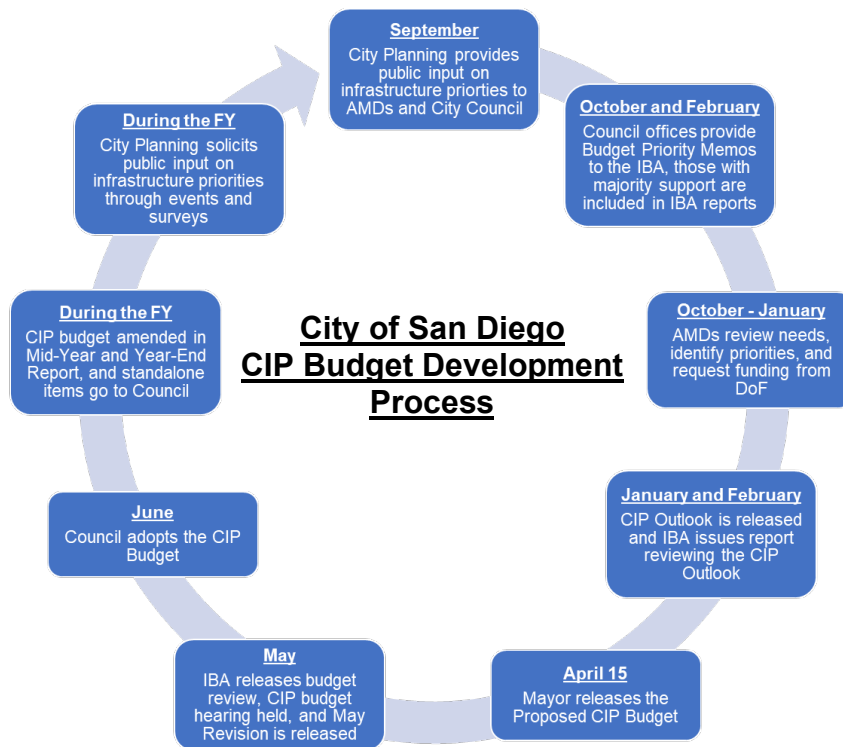 September
City Planning provides
public input on
infrastructure priorties to
AMDs and City Council
October and February
Council offices provide
Budget Priority Memos
to the IBA, those with
majority support are
included in IBA reports
October - January
AMDs review needs,
identify priorities, and
request funding from
DoF
January and February
CIP Outlook is released
and IBA issues report
reviewing the CIP
Outlook
April 15
Mayor releases the
Proposed CIP Budget
May
IBA releases budget
review, CIP budget
hearing held, and May
Revision is released
June
Council adopts the CIP
Budget
During the FY
CIP budget amended in
Mid-Year and Year-End
Report, and standalone
items go to Council
During the FY
City Planning solicits
public input on
infrastructure priorities
through events and
surveys
City of San Diego
CIP Budget Development
Process